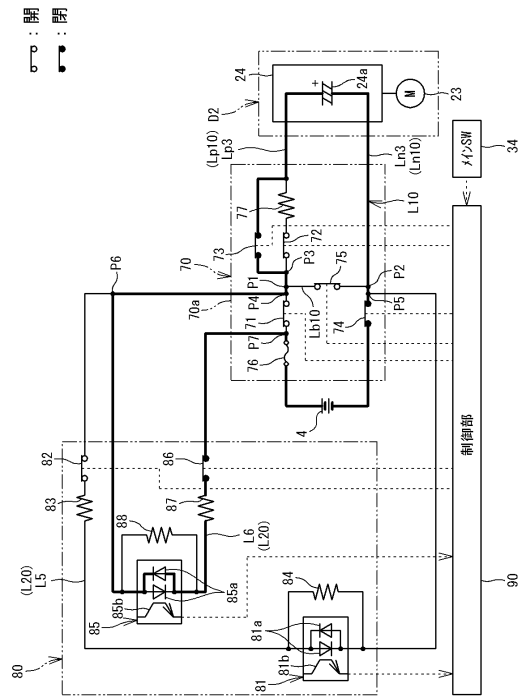 ：開
：閉
24
24a
+
M
23
D2
(Lp10)
Lp3
Ln3
(Ln10)
メインSW
34
L10
P6
70
73
77
72
P3
P1
75
P2
70a
P4
71
Lb10
P5
P7
74
76
4
82
83
86
87
88
L6
(L20)
(L20)
L5
85b
85
85a
84
81a
81b
81
80
制御部
90